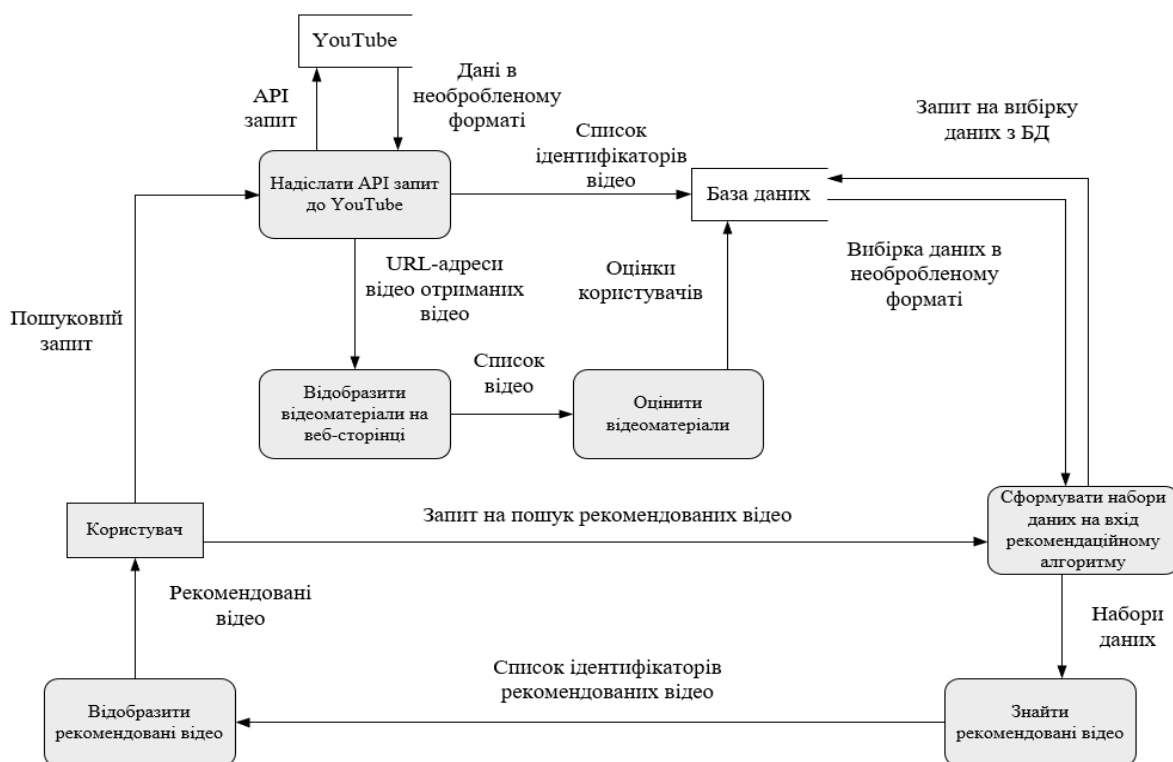 YouTube
API
запит
Дані в
необробленому
форматі
Запит на вибірку
даних з БД
Список
ідентифікаторів
відео
Надіслати API запит
до YouTube
База даних
URL-адреси
відео отриманих
відео
Оцінки
користувачів
Вибірка даних в
необробленому
форматі
Пошуковий
запит
Список
відео
Відобразити
відеоматеріали на
веб-сторінці
Оцінити
відеоматеріали
Користувач
Запит на пошук рекомендованих відео
Сформувати набори
даних на вхід
рекомендаційному
алгоритму
Рекомендовані
відео
Набори
даних
Список ідентифікаторів
рекомендованих відео
Відобразити
рекомендовані відео
Знайти
рекомендовані відео